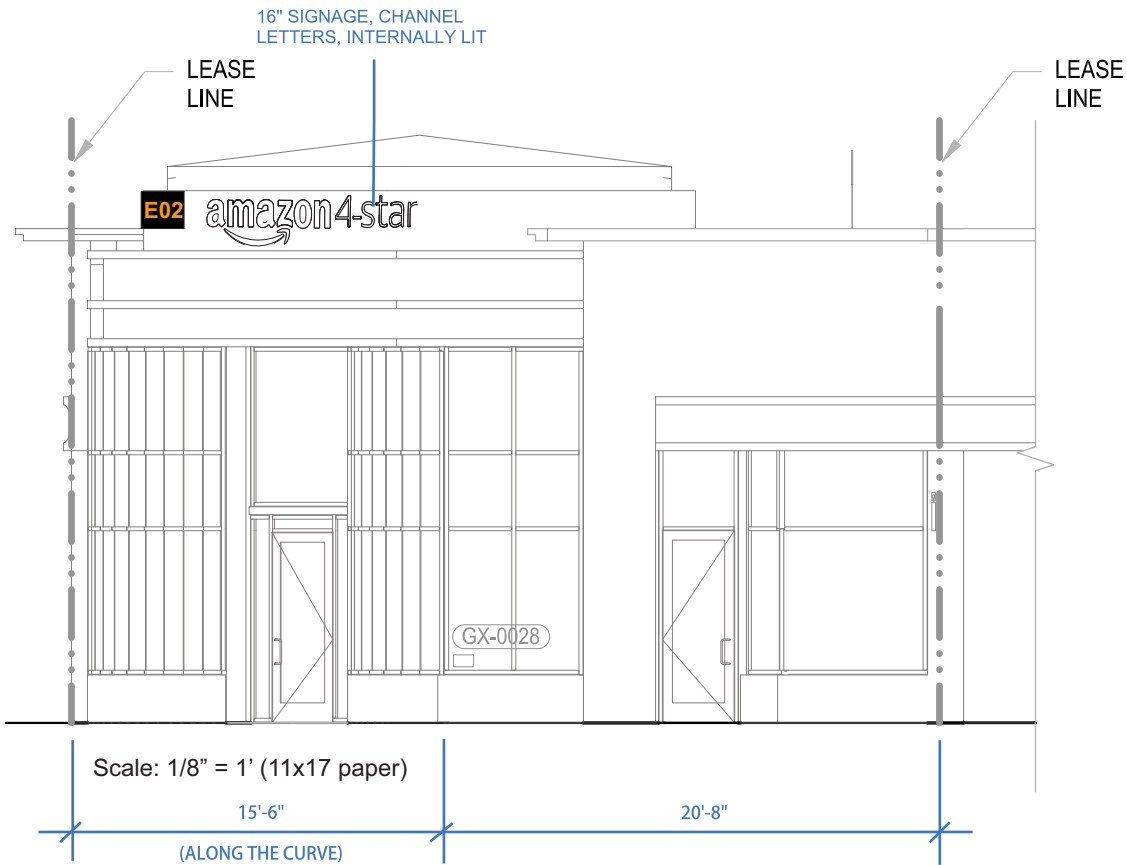 16" SIGNAGE, CHANNEL
LETTERS, INTERNALLY LIT
LEASE
LINE
LEASE
LINE
E02
amazon 4-star
GX-0028
Scale: 1/8” = 1’ (11x17 paper)
15'-6"
20'-8"
(ALONG THE CURVE)